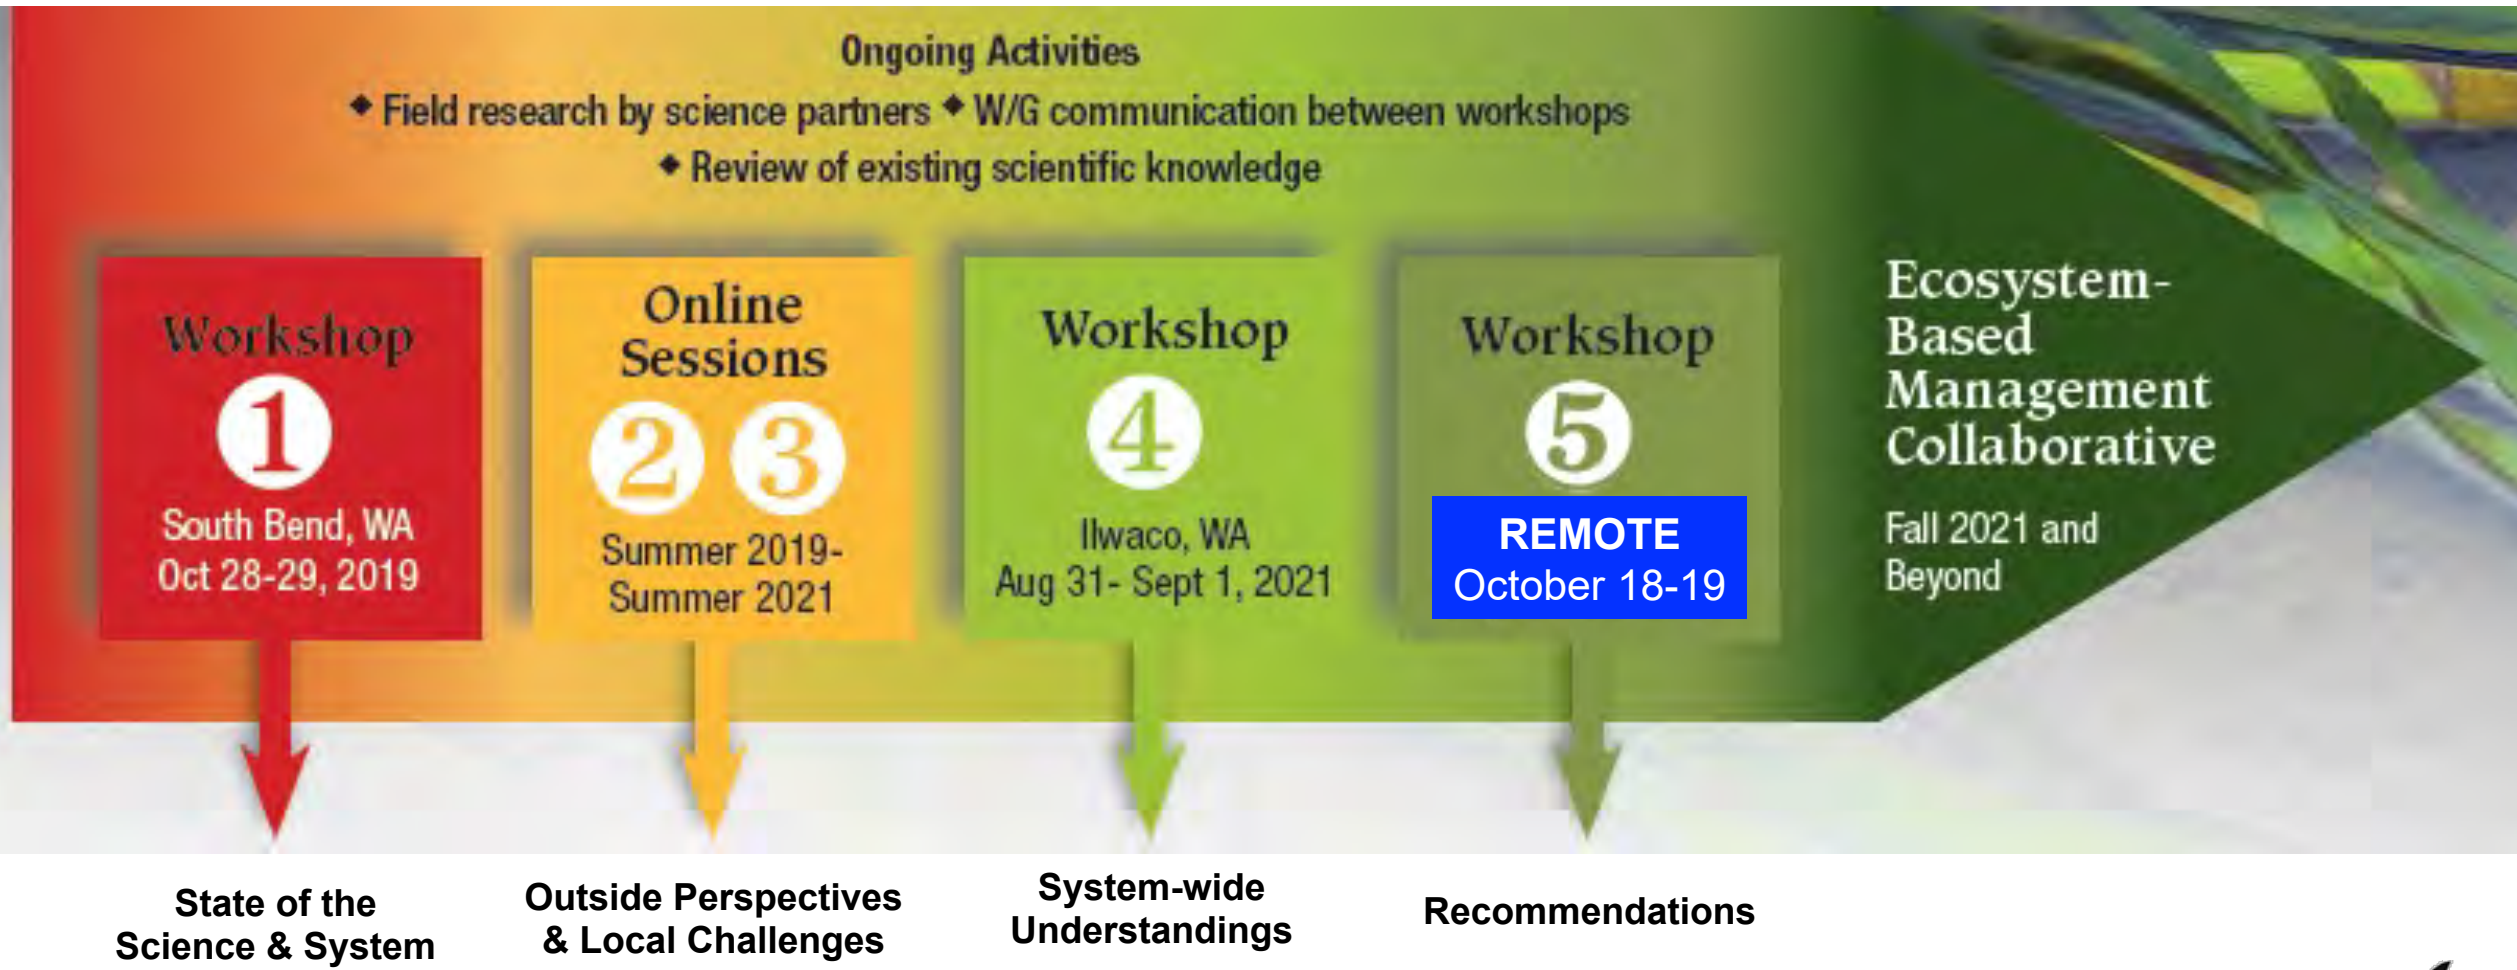 Ongoing Activities
◆ Field research by science partners ◆ W/G communication between workshops
◆ Review of existing scientific knowledge
Workshop
1
South Bend, WA
Oct 28-29, 2019
Online
Sessions
2 3
Summer 2019-
Summer 2021
Workshop
4
Ilwaco, WA
Aug 31- Sept 1, 2021
Workshop
5
REMOTE
October 18-19
Ecosystem-
Based
Management
Collaborative
Fall 2021 and
Beyond
State of the
Science & System
Outside Perspectives
& Local Challenges
System-wide
Understandings
Recommendations